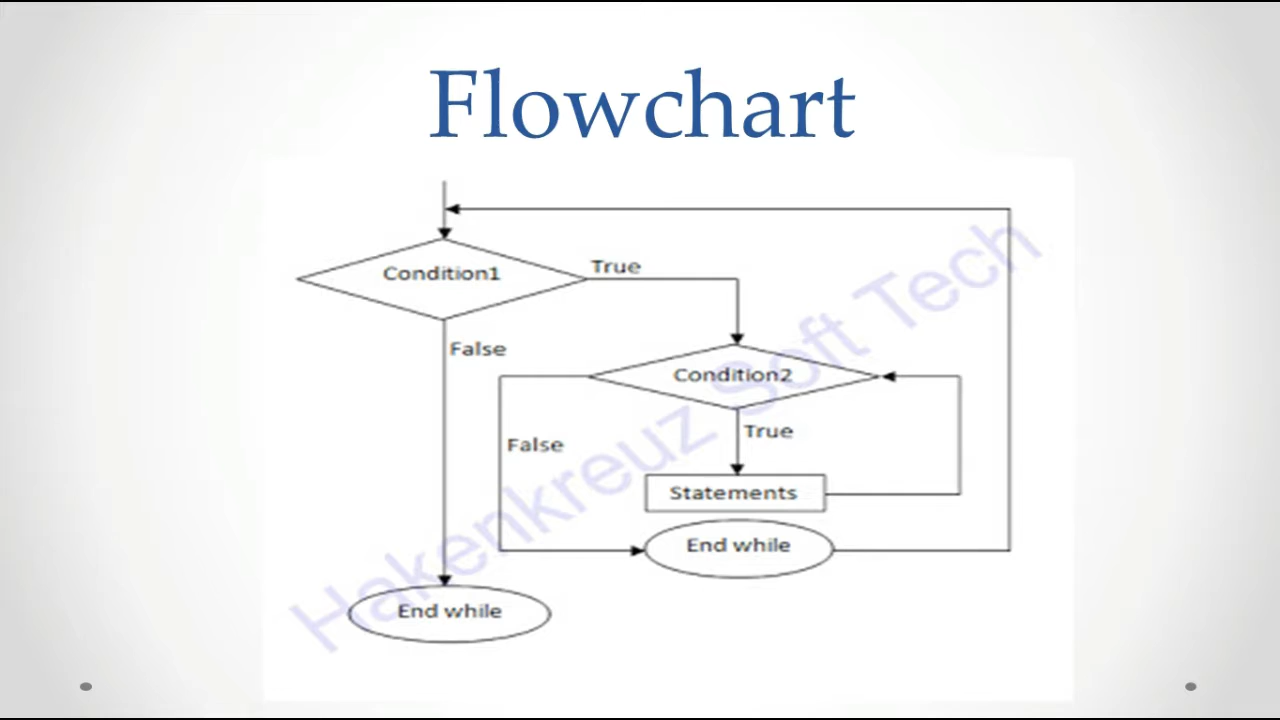 Flowchart
Condition1
True
False
Condition2
True
False
Statements
End while
End while
Hakenkreuz Soft Tech